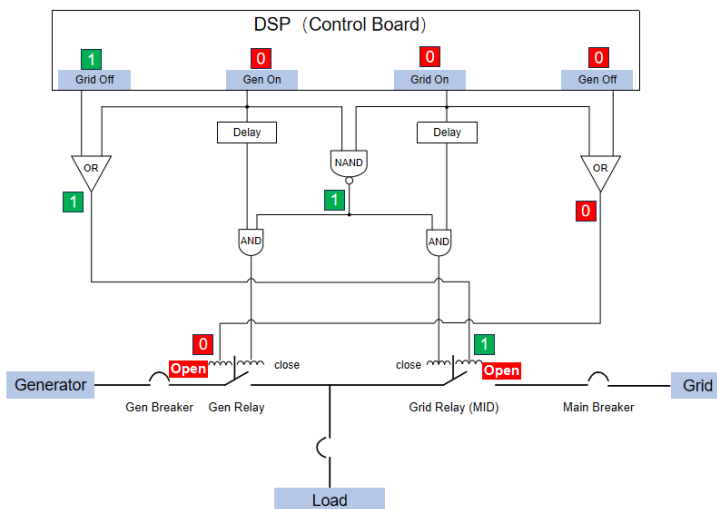 DSP（Control Board）
1
0
0
0
Grid Off
Gen On
Grid On
Gen Off
Delay
Delay
NAND
OR
OR
1
1
0
AND
AND
0
1
Open
close
close
Open
Generator
Grid
Gen Breaker
Gen Relay
Grid Relay (MID)
Main Breaker
Load